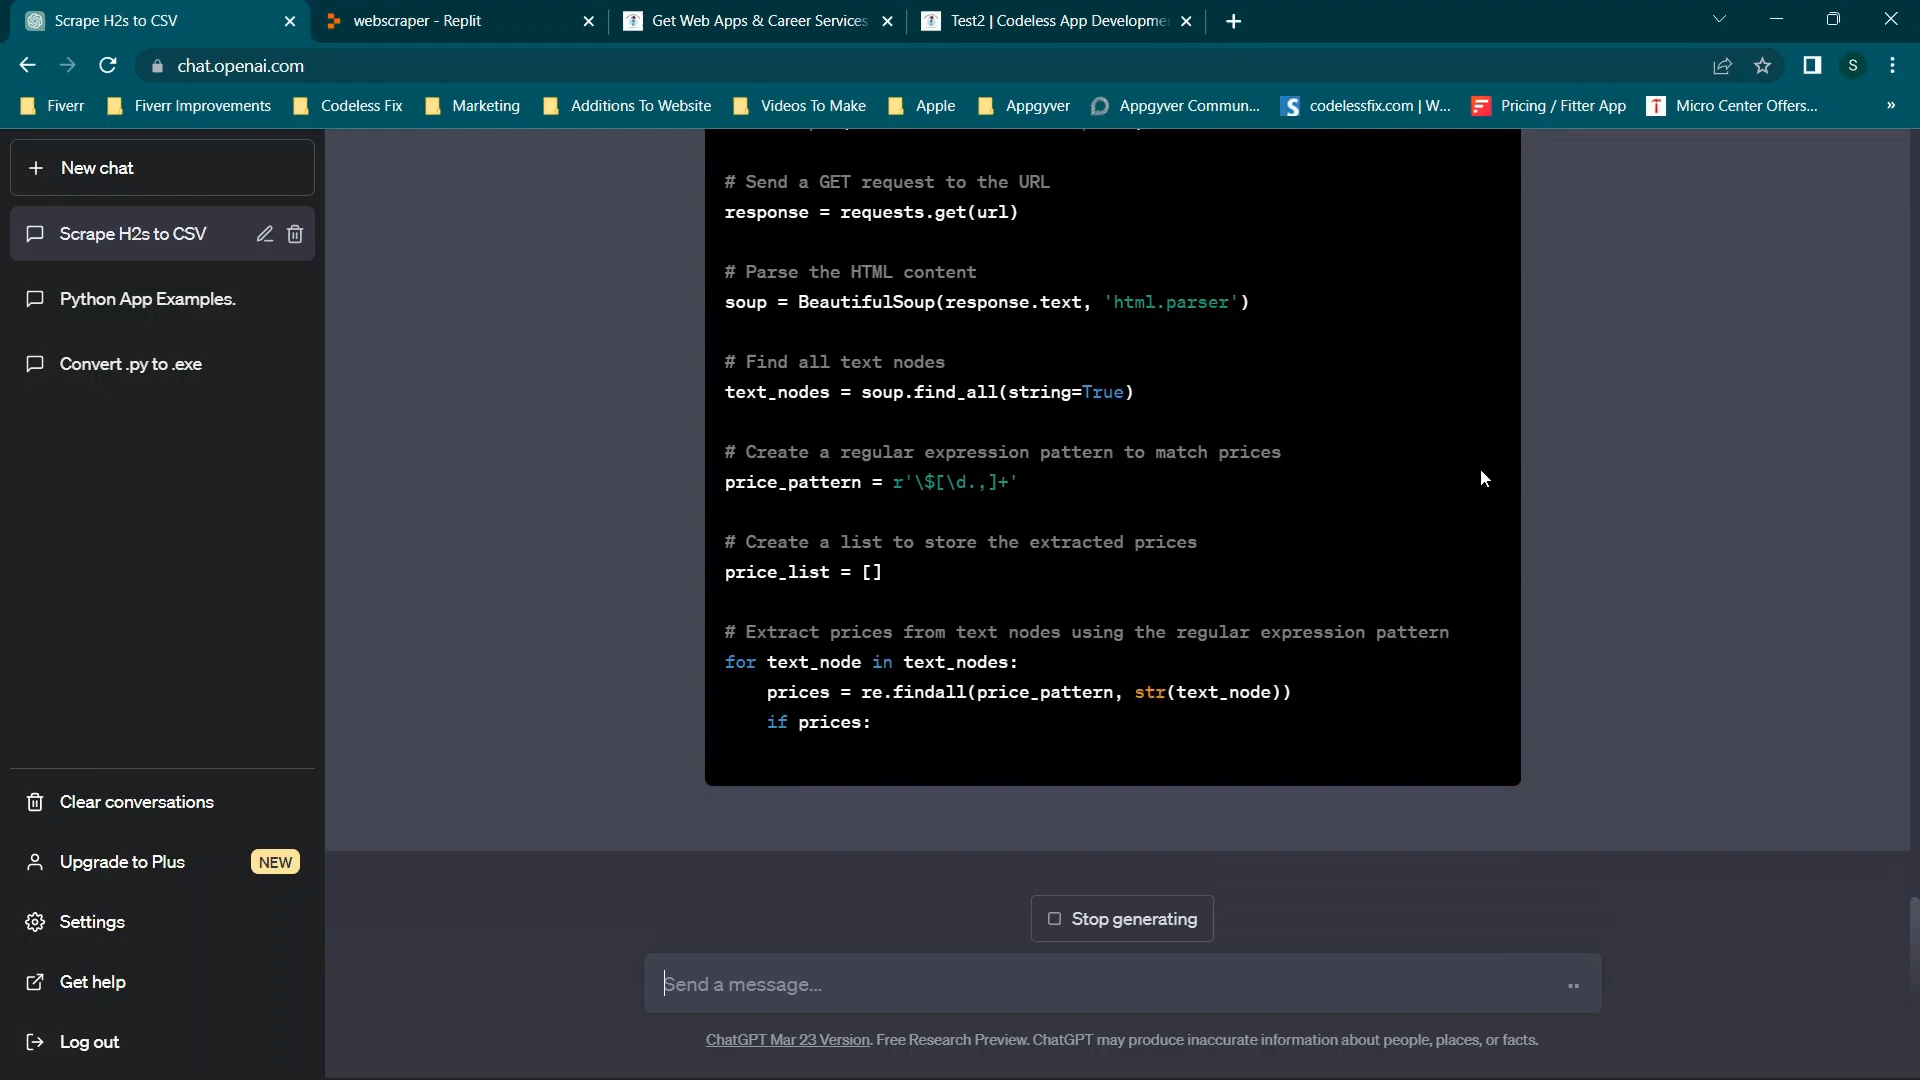 Scrape H2s to CSV
webscraper - Replit
Get Web Apps & Career Services
Test2 | Codeless App Developme
chat.openai.com
S
Fiverr
Fiverr Improvements
Codeless Fix
Marketing
Additions To Website
Videos To Make
Apple
Appgyver
Appgyver Commun...
codelessfix.com | W...
Pricing / Fitter App
Micro Center Offers...
»
New chat
Scrape H2s to CSV
Python App Examples.
Convert .py to .exe
Clear conversations
Upgrade to Plus
NEW
Settings
Get help
Log out
# Send a GET request to the URL
response = requests.get(url)
# Parse the HTML content
soup = BeautifulSoup(response.text, 'html.parser')
# Find all text nodes
text_nodes = soup.find_all(string=True)
# Create a regular expression pattern to match prices
price_pattern = r'\$[\d.,]+'
# Create a list to store the extracted prices
price_list = []
# Extract prices from text nodes using the regular expression pattern
for text_node in text_nodes:
    prices = re.findall(price_pattern, str(text_node))
    if prices:
Stop generating
Send a message...
ChatGPT Mar 23 Version. Free Research Preview. ChatGPT may produce inaccurate information about people, places, or facts.